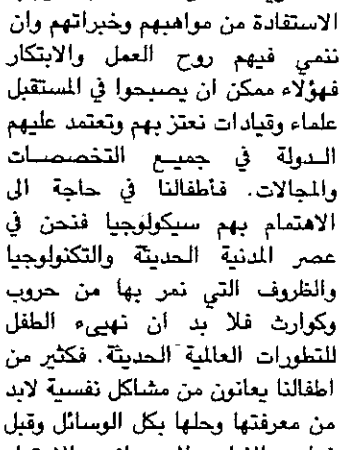 الاستفادة من مواهبهم وخبراتهم وان
ننمي فيهم روح العمل والابتكار
فهؤلاء ممكن ان يصبحوا في المستقبل
علماء وقيادات نعتز بهم وتعتمد عليهم
الدولة في جميع التخصصات
والمجالات. فأطفالنا في حاجة الى
الاهتمام بهم سيكولوجيا فنحن في
عصر المدنية الحديثة والتكنولوجيا
والظروف التي نمر بها من حروب
وكوارث فلا بد ان نهيىء الطفل
للتطورات العالمية الحديثة. فكثير من
اطفالنا يعانون من مشاكل نفسية لابد
من معرفتها وحلها بكل الوسائل وقبل